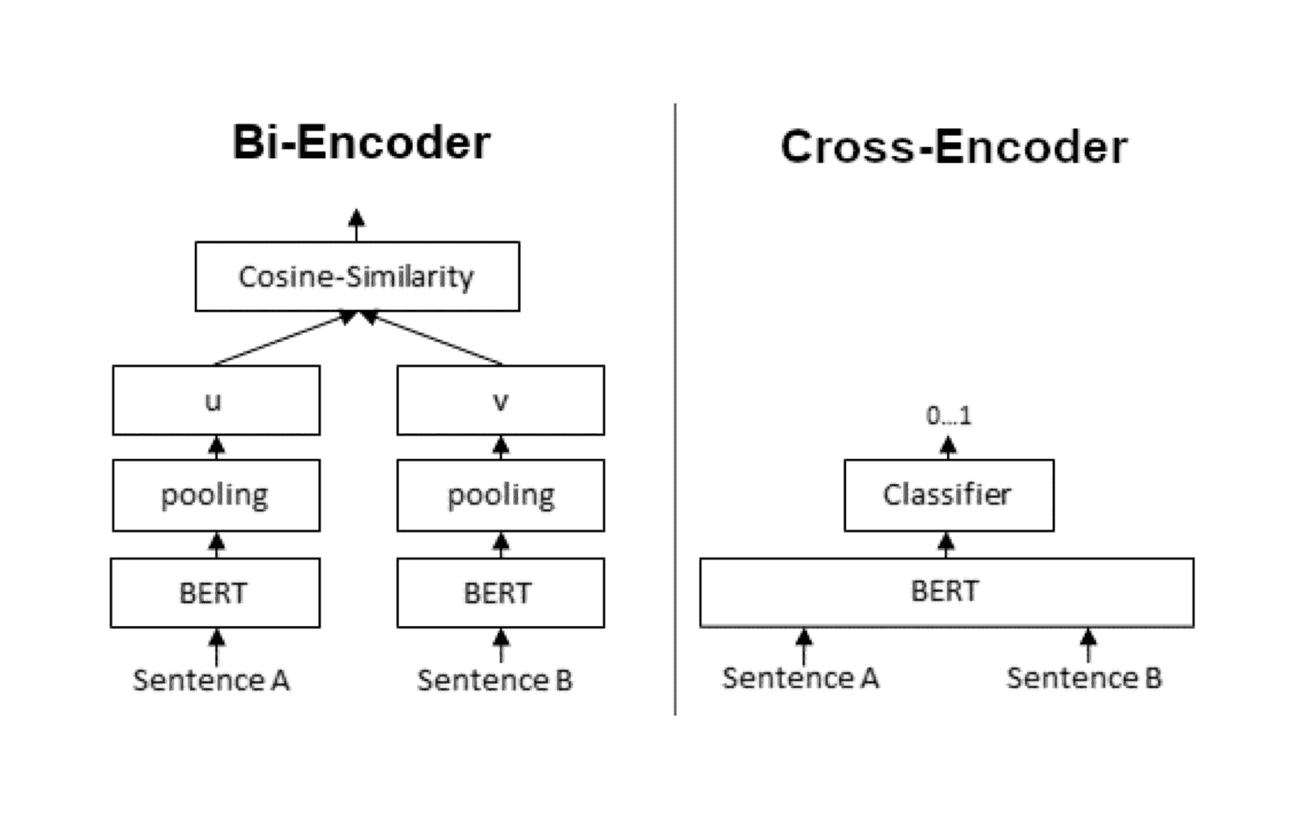 Bi-Encoder
Cosine-Similarity
u
v
pooling
pooling
BERT
BERT
Sentence A
Sentence B
Cross-Encoder
0...1
Classifier
BERT
Sentence A
Sentence B